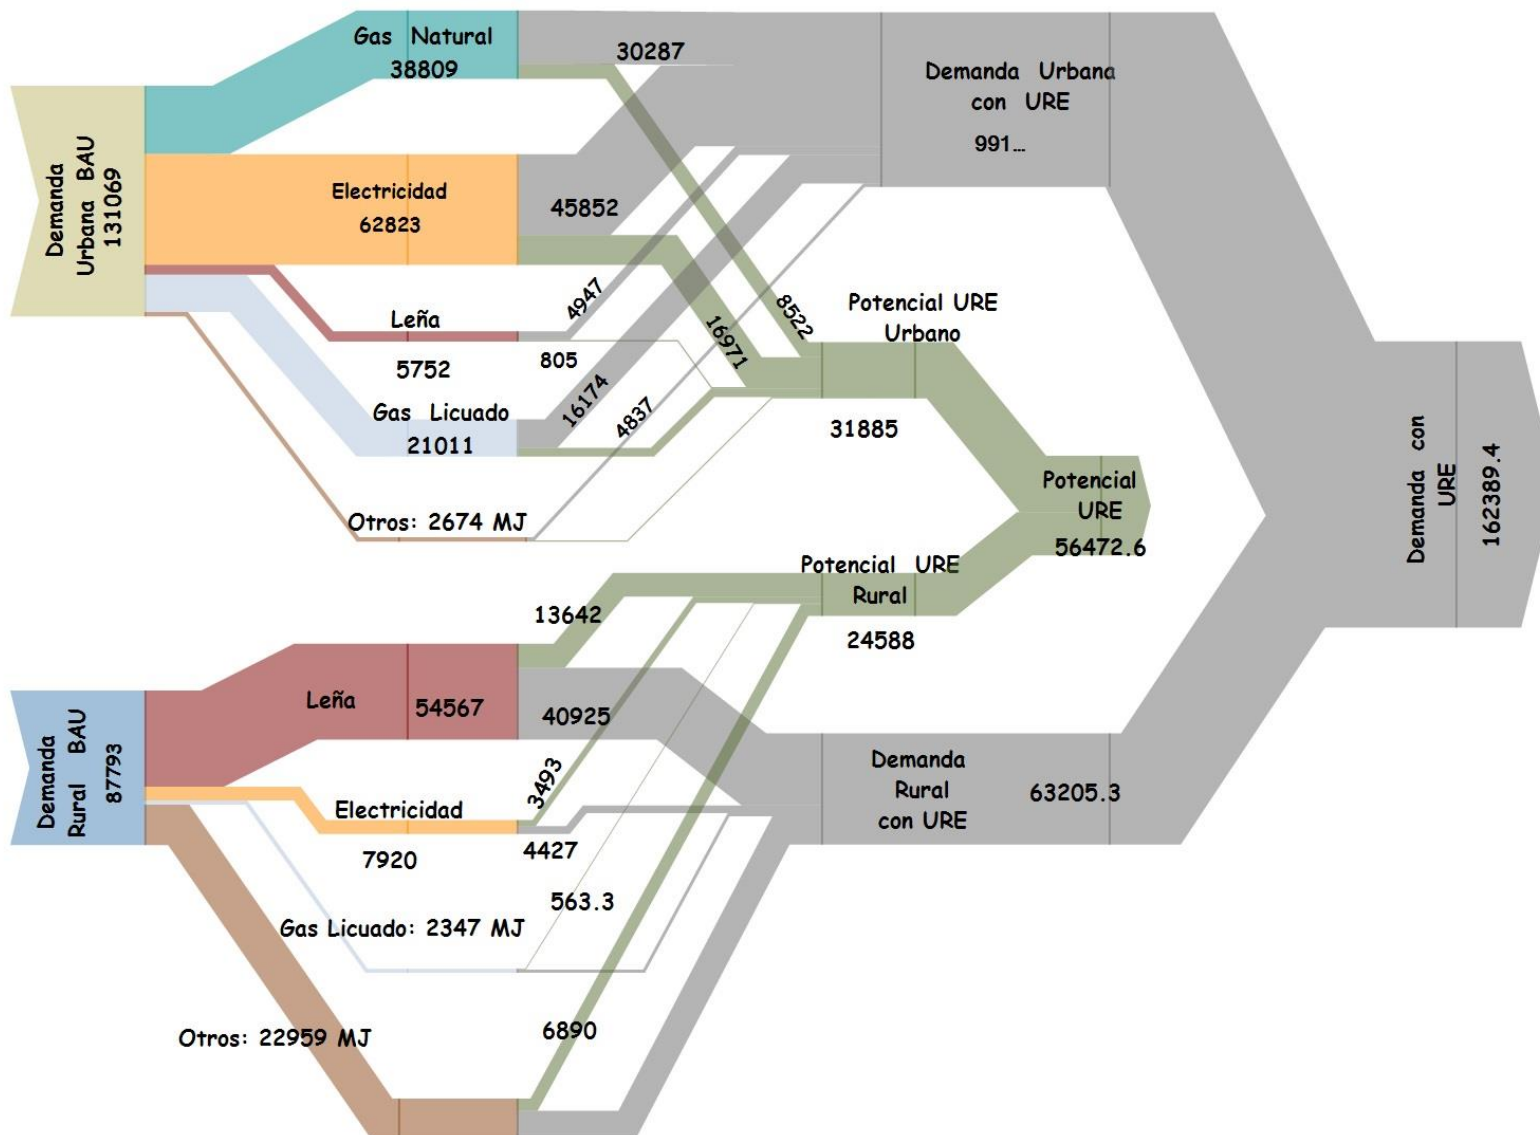 Gas Natural
38809
30287
Demanda Urbana
con URE
991...
Demanda
Urbana BAU
131069
Electricidad
62823
45852
4947
8522
16971
Potencial URE
Urbano
31885
Leña
5752
805
Gas Licuado
21011
16174
4837
Otros: 2674 MJ
Potencial
URE
56472.6
Demanda con
URE
162389.4
Potencial URE
Rural
24588
13642
Demanda
Rural BAU
87793
Leña
54567
40925
Electricidad
7920
3493
4427
Demanda
Rural
con URE
63205.3
563.3
Gas Licuado: 2347 MJ
Otros: 22959 MJ
6890